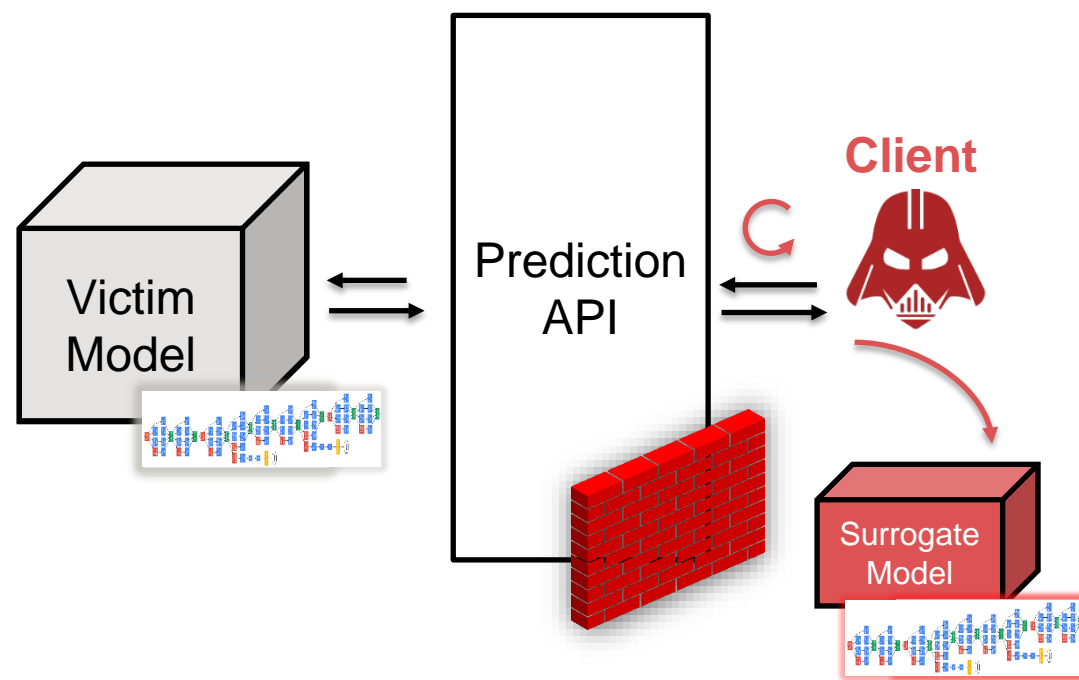 Client
Prediction
API
Victim
Model
Surrogate
Model